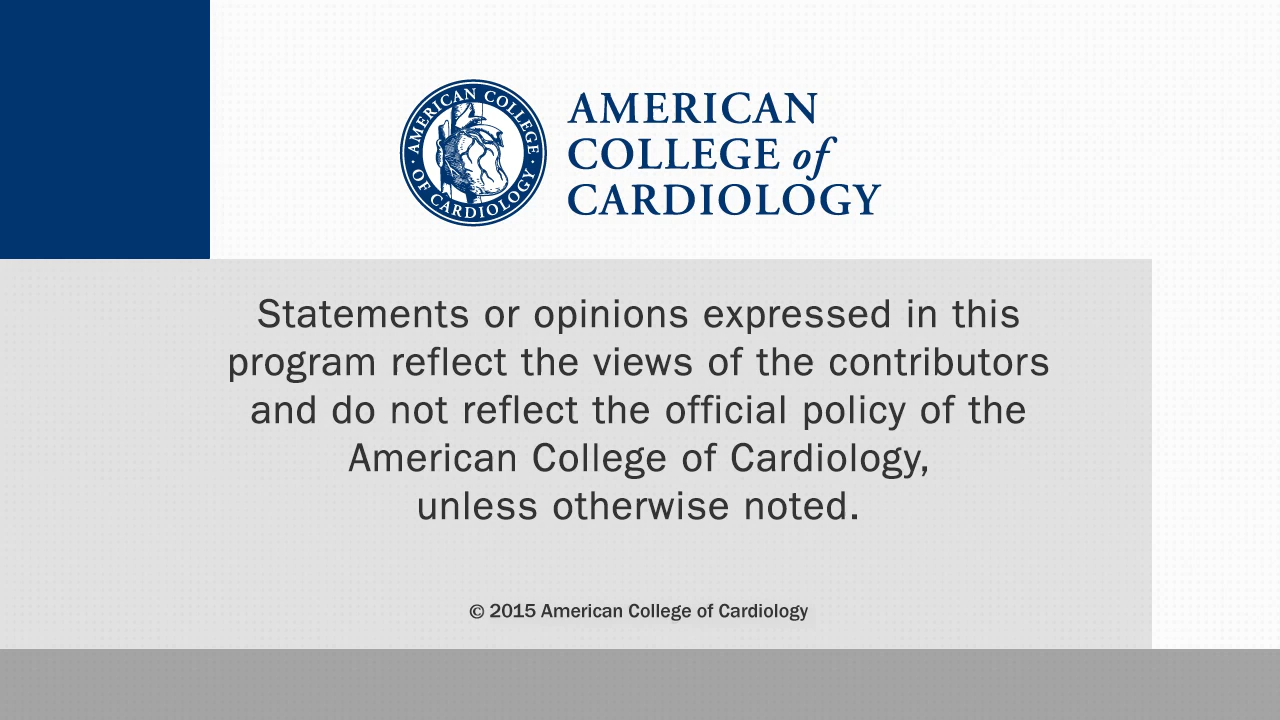 AMERICAN COLLEGE
OF CARDIOLOGY
AMERICAN
COLLEGE of
CARDIOLOGY
Statements or opinions expressed in this
program reflect the views of the contributors
and do not reflect the official policy of the
American College of Cardiology,
unless otherwise noted.
© 2015 American College of Cardiology